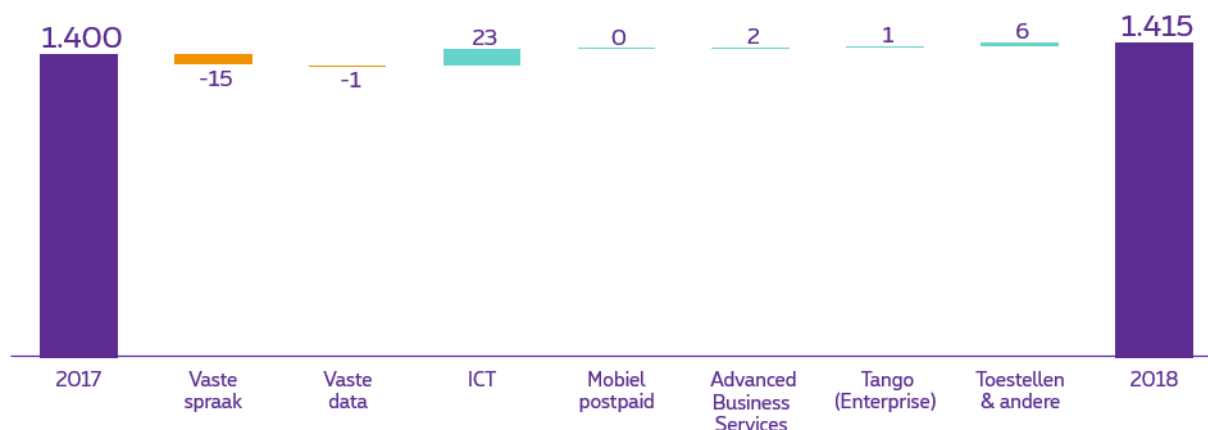 1.400
-15
-1
23
0
2
1
6
1.415
2017
Vaste
spraak
Vaste
data
ICT
Mobiel
postpaid
Advanced
Business
Services
Tango
(Enterprise)
Toestellen
& andere
2018